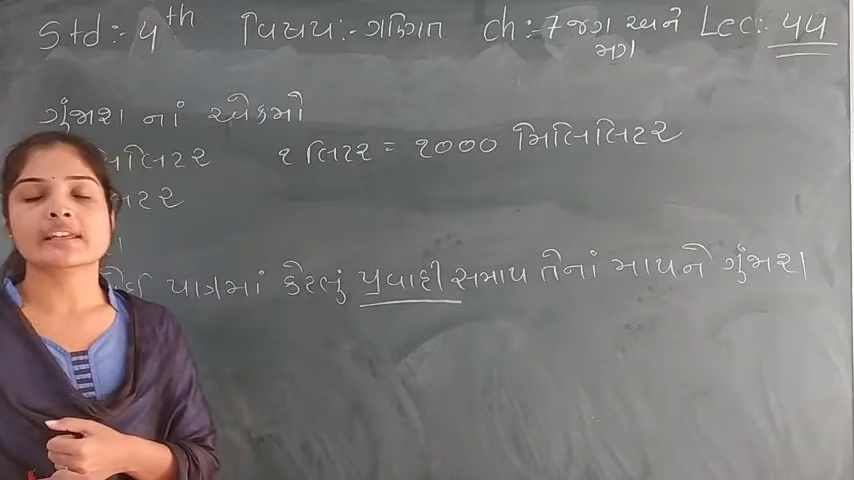 Std:- 4th વિષય:- ગણિત ch:-7 જગ અને મગ Lec:- 44
ગુંજાશ નાં એકમો
લિલિટર ૧ લિટર = ૧૦૦૦ મિલિલિટર
લિટર
પાત્રમાં કેટલું પ્રવાહી સમાય તેનાં માપને ગુંજાશ